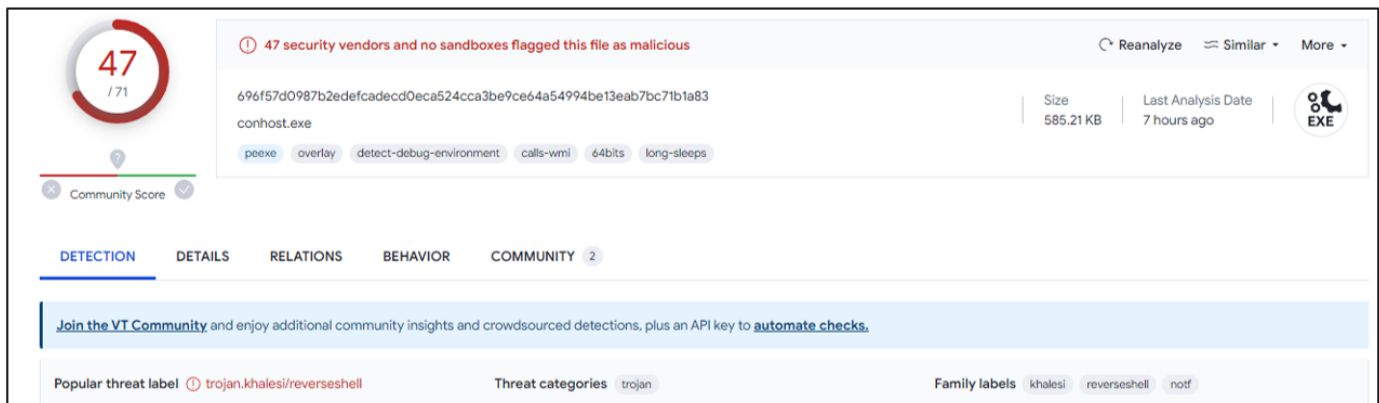 47
/ 71
Community Score
47 security vendors and no sandboxes flagged this file as malicious
Reanalyze Similar More
696f57d0987b2edefcadecd0eca524cca3be9ce64a54994be13eab7bc71b1a83
conhost.exe
peexe overlay detect-debug-environment calls-wmi 64bits long-sleeps
Size
585.21 KB
Last Analysis Date
7 hours ago
EXE
DETECTION DETAILS RELATIONS BEHAVIOR COMMUNITY 2
Join the VT Community and enjoy additional community insights and crowdsourced detections, plus an API key to automate checks.
Popular threat label trojan.khalesi/reverseshell Threat categories trojan Family labels khalesi reverseshell notf